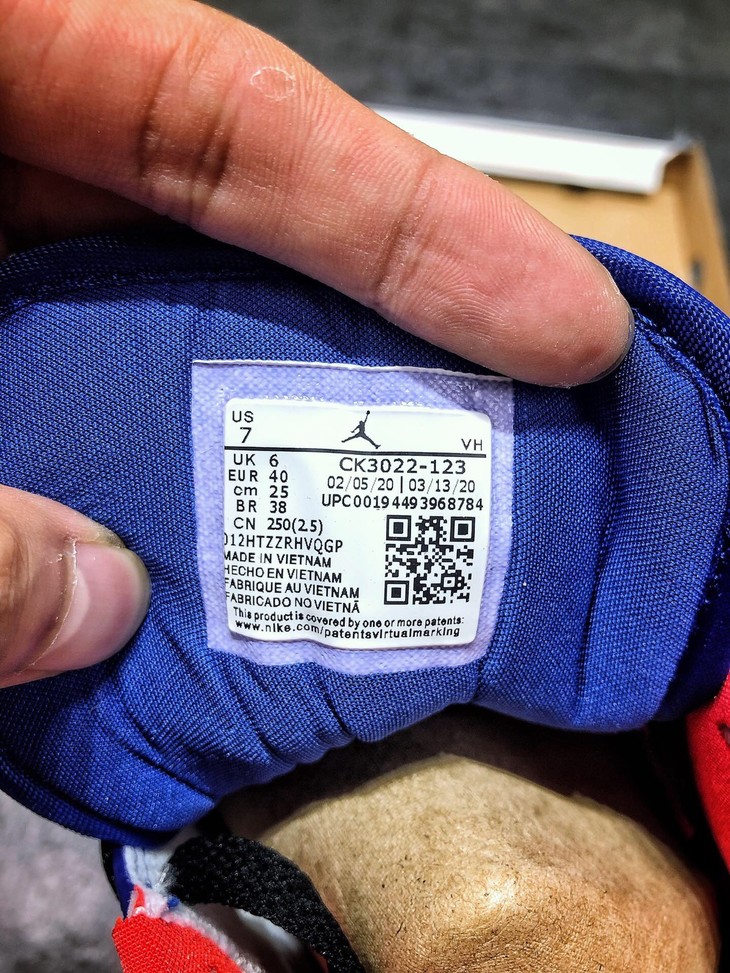 US
7
VH
UK 6
EUR 40
cm 25
BR 38
CN 250(2.5)
CK3022-123
02/05/20 | 03/13/20
UPC00194493968784
012HTZZRHVQGP
MADE IN VIETNAM
HECHO EN VIETNAM
FABRIQUE AU VIETNAM
FABRICADO NO VIETNÃ
This product is covered by one or more patents:
www.nike.com/patentsvirtualmarking